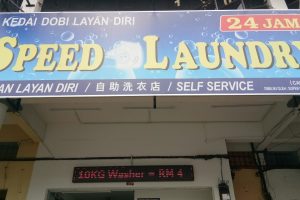 KEDAI DOBI LAYAN DIRI
24 JAM
SPEED LAUNDR
AN LAYAN DIRI / 自助洗衣店 / SELF SERVICE
10KG Washer = RM 4